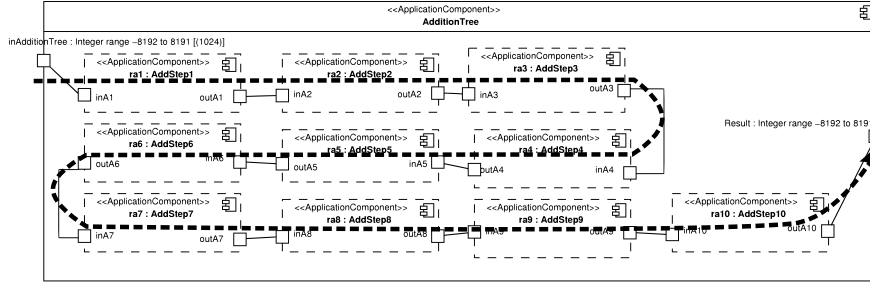 <<ApplicationComponent>>
AdditionTree
inAdditionTree : Integer range −8192 to 8191 [(1024)]
<<ApplicationComponent>>
ra1 : AddStep1
inA1
outA1
<<ApplicationComponent>>
ra2 : AddStep2
inA2
outA2
<<ApplicationComponent>>
ra3 : AddStep3
inA3
outA3
Result : Integer range −8192 to 819
<<ApplicationComponent>>
ra6 : AddStep6
outA6
inA6
<<ApplicationComponent>>
ra5 : AddStep5
outA5
inA5
<<ApplicationComponent>>
ra4 : AddStep4
outA4
inA4
<<ApplicationComponent>>
ra7 : AddStep7
inA7
outA7
<<ApplicationComponent>>
ra8 : AddStep8
inA8
outA8
<<ApplicationComponent>>
ra9 : AddStep9
inA9
outA9
<<ApplicationComponent>>
ra10 : AddStep10
inA10
outA10